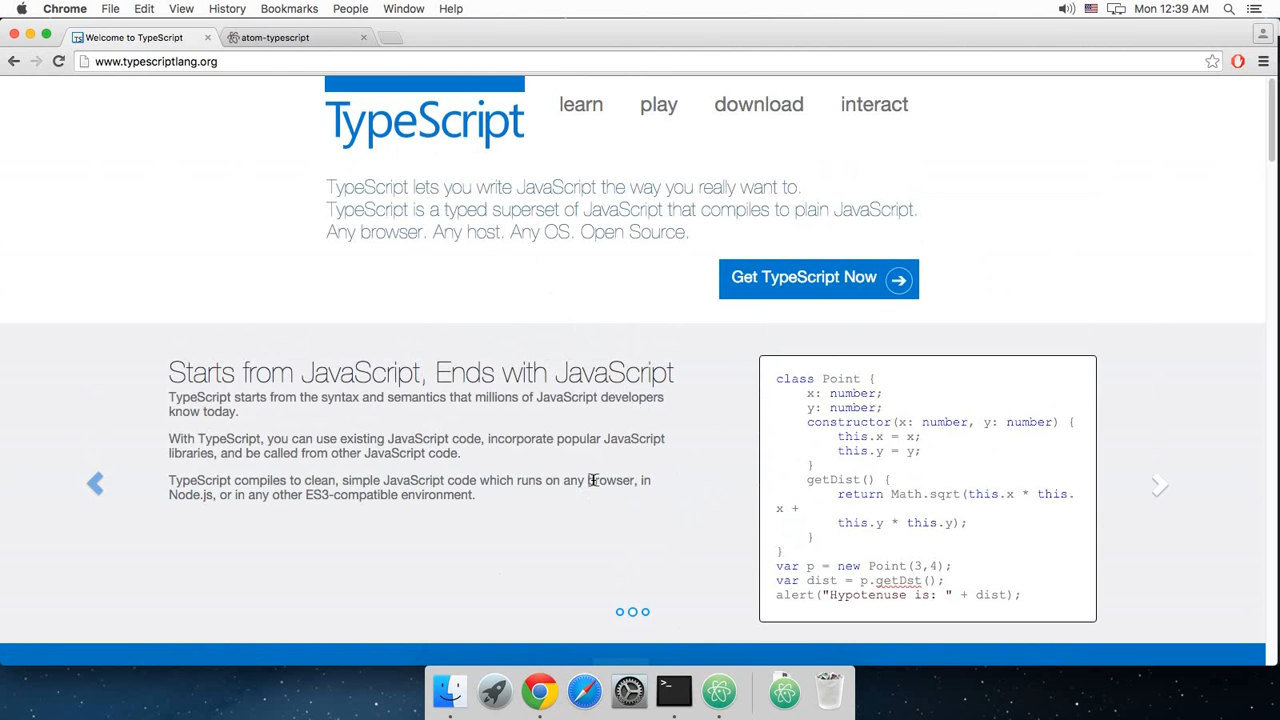 Chrome File Edit View History Bookmarks People Window Help Mon 12:39 AM
Welcome to TypeScript atom-typescript
www.typescriptlang.org
TypeScript learn play download interact
TypeScript lets you write JavaScript the way you really want to.
TypeScript is a typed superset of JavaScript that compiles to plain JavaScript.
Any browser. Any host. Any OS. Open Source.
Get TypeScript Now
Starts from JavaScript, Ends with JavaScript
TypeScript starts from the syntax and semantics that millions of JavaScript developers
know today.
With TypeScript, you can use existing JavaScript code, incorporate popular JavaScript
libraries, and be called from other JavaScript code.
TypeScript compiles to clean, simple JavaScript code which runs on any browser, in
Node.js, or in any other ES3-compatible environment.
class Point {
x: number;
y: number;
constructor(x: number, y: number) {
this.x = x;
this.y = y;
}
getDist() {
return Math.sqrt(this.x * this.
x +
this.y * this.y);
}
}
var p = new Point(3,4);
var dist = p.getDst();
alert("Hypotenuse is: " + dist);